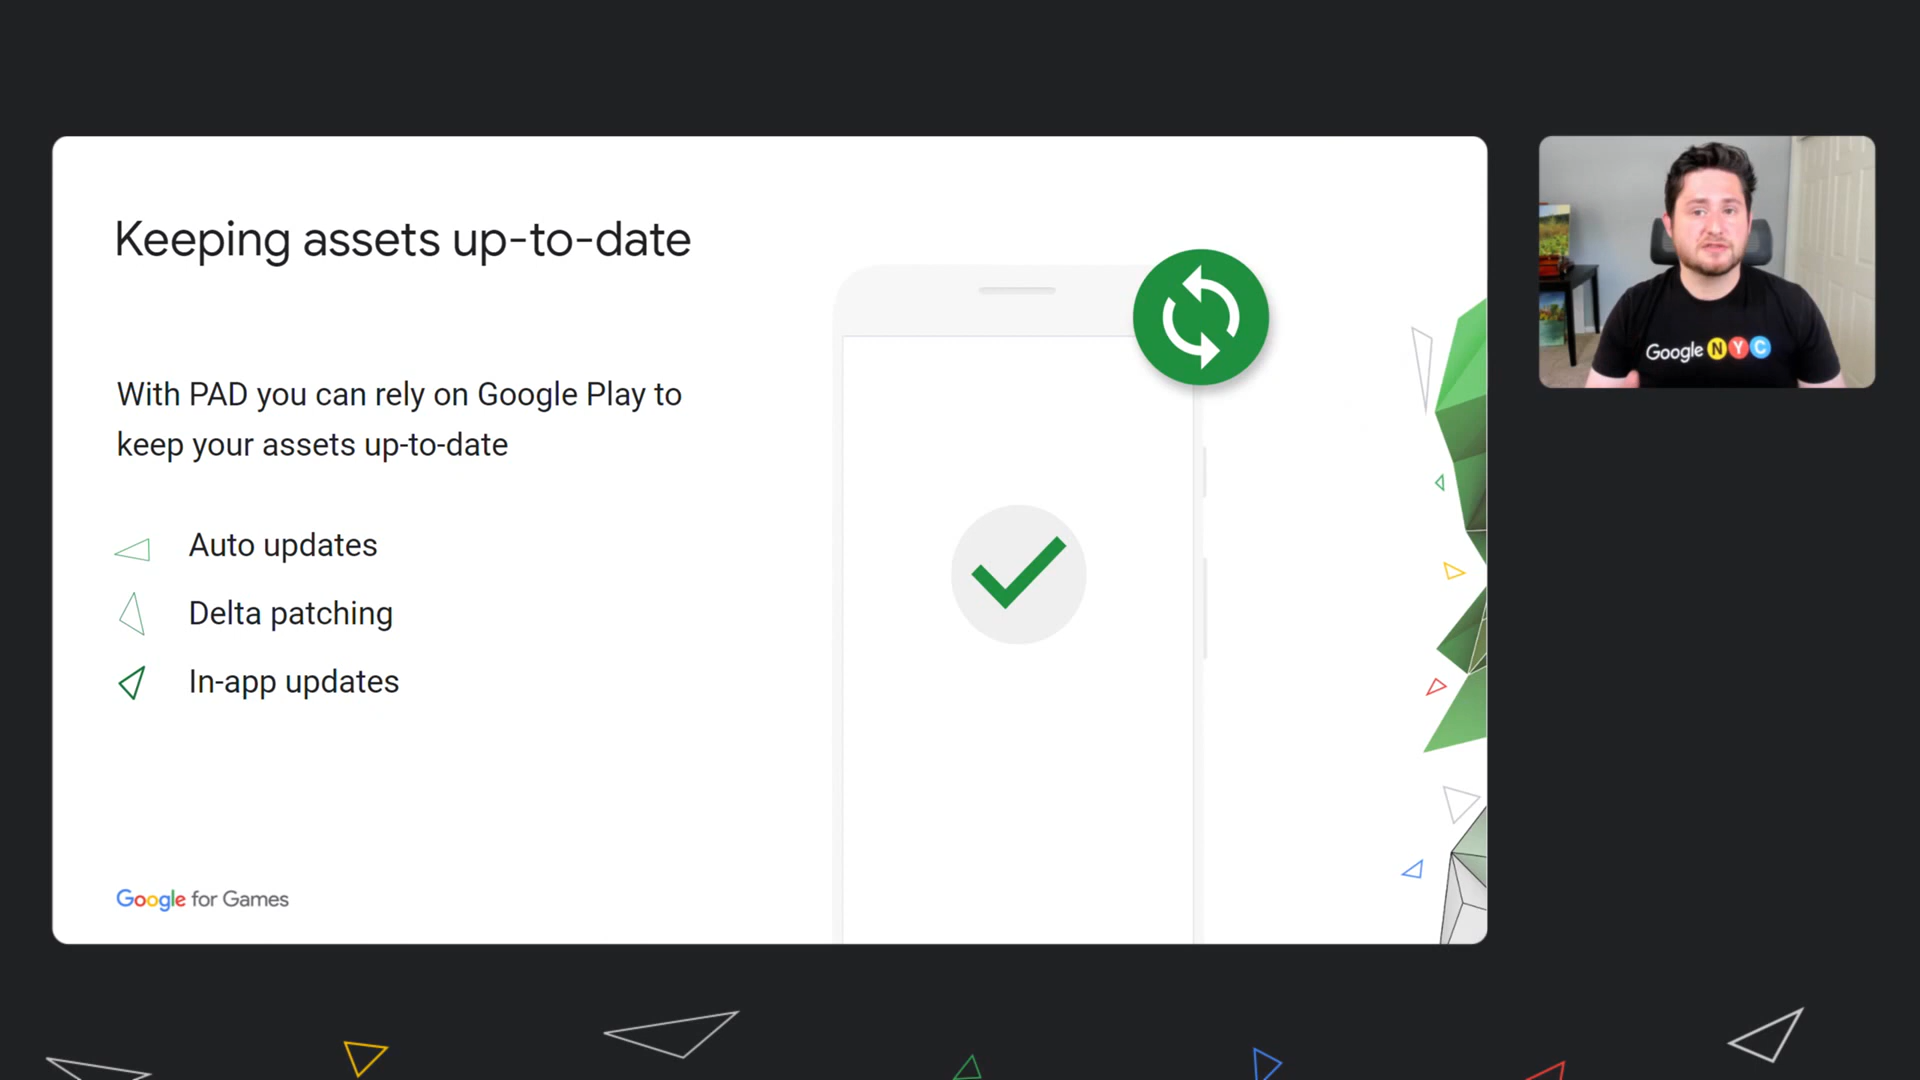 Keeping assets up-to-date
With PAD you can rely on Google Play to
keep your assets up-to-date
Auto updates
Delta patching
In-app updates
Google for Games
Google NYC